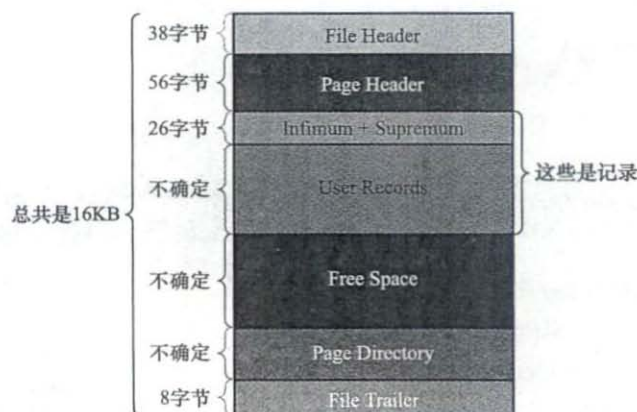 38字节
File Header
56字节
Page Header
26字节
Infimum + Supremum
不确定
User Records
这些是记录
总共是16KB
不确定
Free Space
不确定
Page Directory
8字节
File Trailer